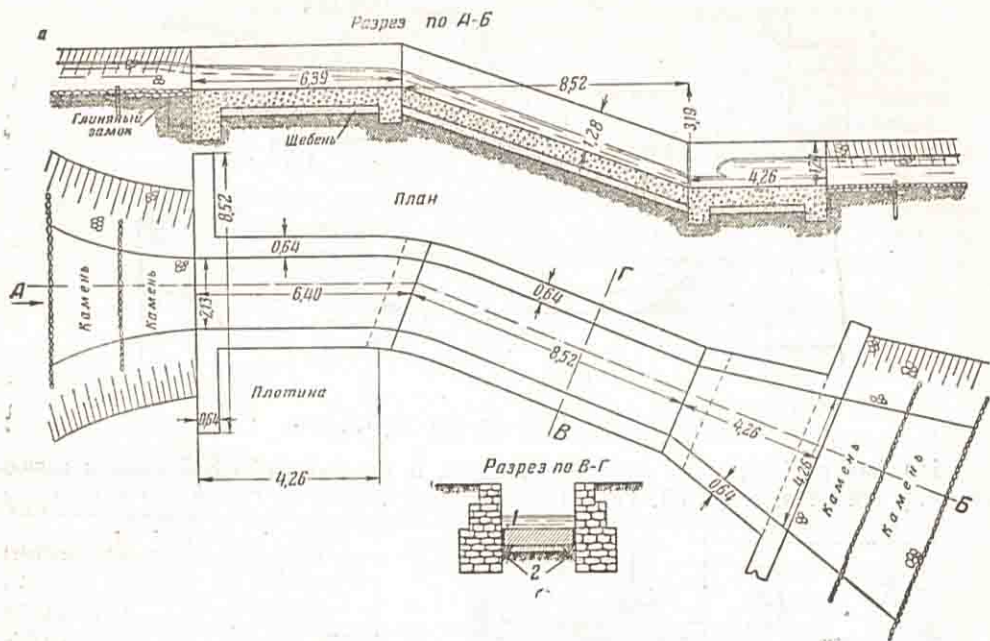 Разрез по А-Б
а
6,39
8,52
Глиняный
замок
Щебень
1,28
3,19
4,26
План
8,52
0,64
А
Камень
Камень
2,13
6,40
0,64
Г
8,52
Плотина
0,64
4,26
В
4,26
4,26
0,64
Камень
Камень
Б
Разрез по В-Г
1
2